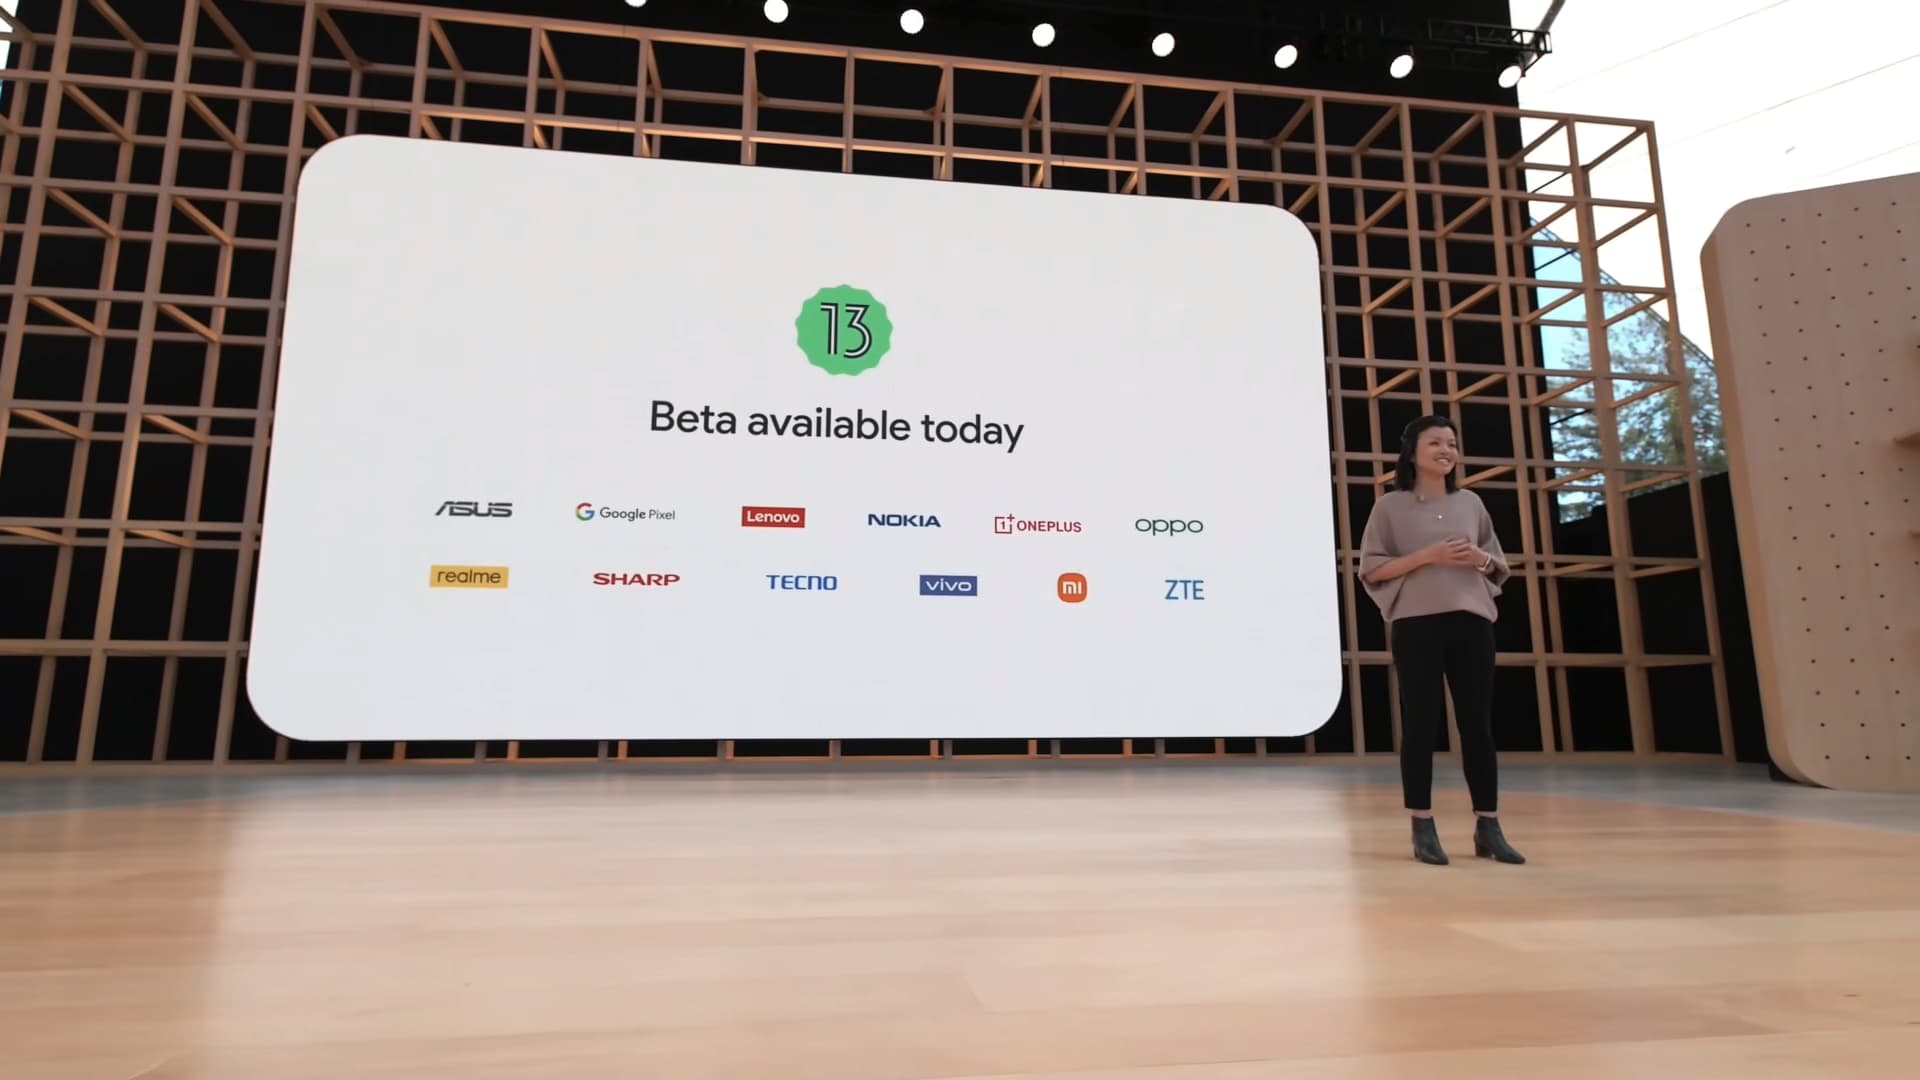 13
Beta available today
ASUS Google Pixel Lenovo NOKIA 1+ ONEPLUS oppo
realme SHARP TECNO vivo mi ZTE